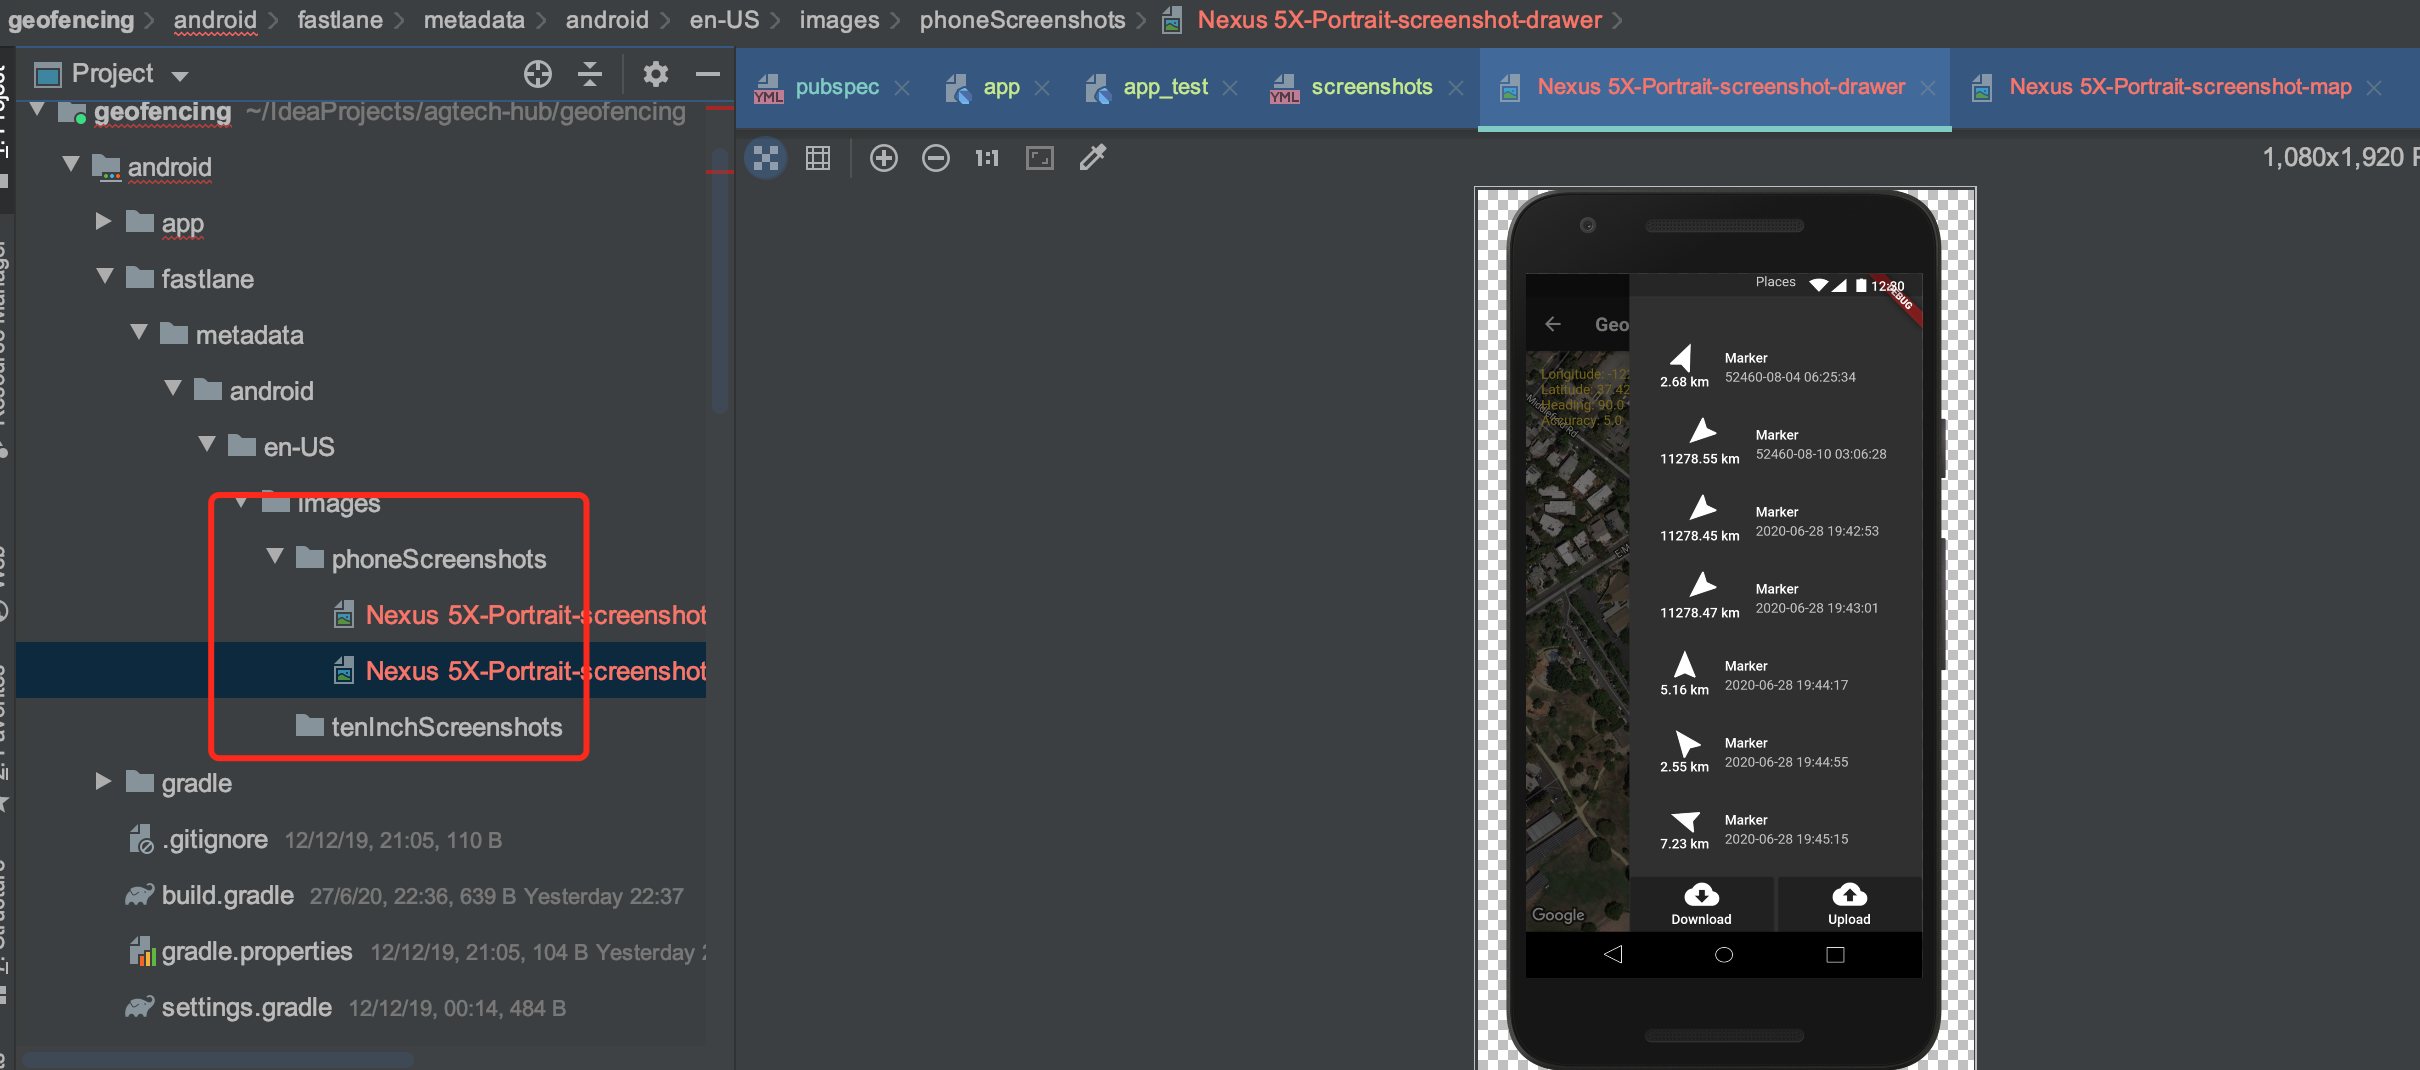 geofencing android fastlane metadata android en-US images phoneScreenshots Nexus 5X-Portrait-screenshot-drawer
Project
geofencing ~/IdeaProjects/agtech-hub/geofencing
android
app
fastlane
metadata
android
en-US
images
phoneScreenshots
Nexus 5X-Portrait-screenshot
Nexus 5X-Portrait-screenshot
tenInchScreenshots
gradle
.gitignore 12/12/19, 21:05, 110 B
build.gradle 27/6/20, 22:36, 639 B Yesterday 22:37
gradle.properties 12/12/19, 21:05, 104 B Yesterday
settings.gradle 12/12/19, 00:14, 484 B
pubspec app app_test screenshots Nexus 5X-Portrait-screenshot-drawer Nexus 5X-Portrait-screenshot-map
YML
YML
1:1
1,080x1,920
Places 12:30
DEBUG
Geo
Longitude: -12
Latitude: 37.42
Heading: 90.0
Accuracy: 5.0
Marker
2.68 km 52460-08-04 06:25:34
Marker
11278.55 km 52460-08-10 03:06:28
Marker
11278.45 km 2020-06-28 19:42:53
Marker
11278.47 km 2020-06-28 19:43:01
Marker
5.16 km 2020-06-28 19:44:17
Marker
2.55 km 2020-06-28 19:44:55
Marker
7.23 km 2020-06-28 19:45:15
Google
Download Upload